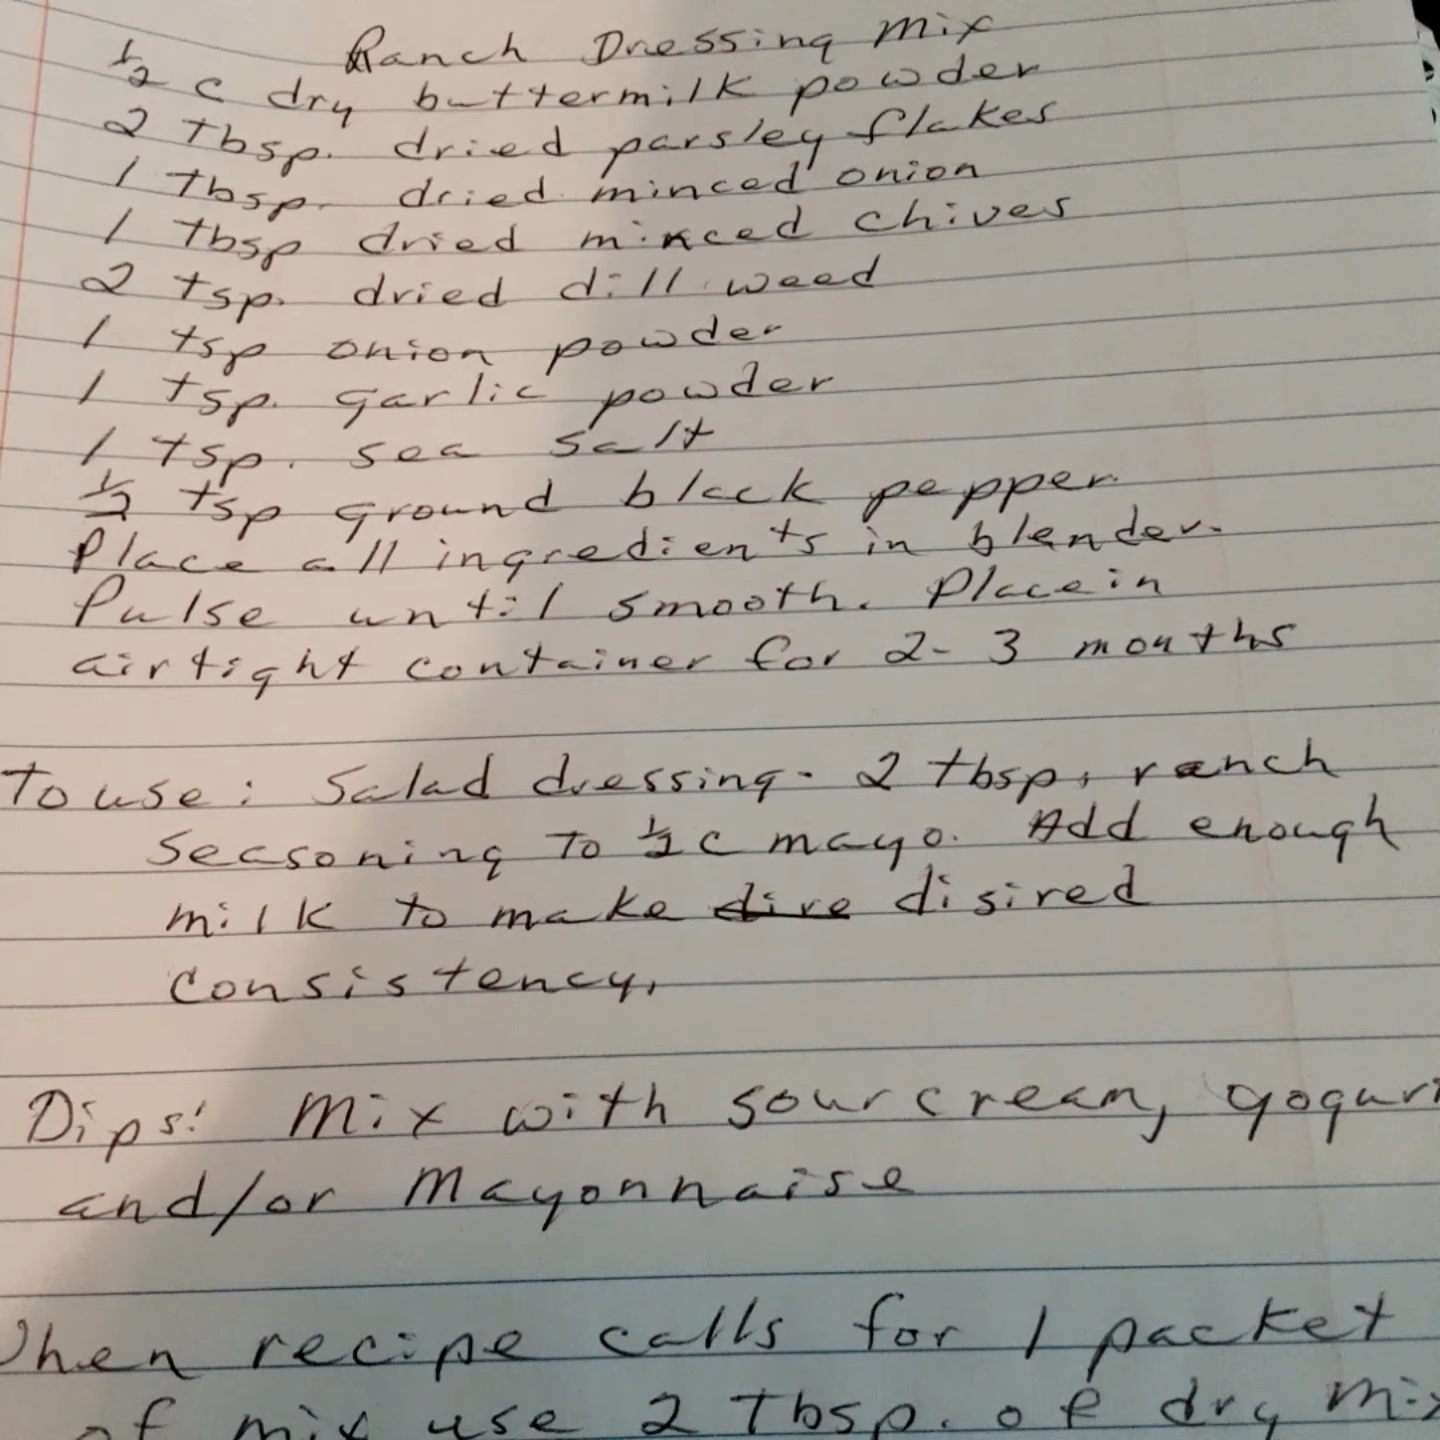 Ranch Dressing Mix
½ c dry buttermilk powder
2 Tbsp. dried parsley flakes
1 Tbsp. dried minced onion
1 Tbsp dried minced chives
2 tsp. dried dill weed
1 tsp onion powder
1 tsp. garlic powder
1 tsp. sea salt
½ tsp ground black pepper.
Place all ingredients in blender.
Pulse until smooth. Place in
airtight container for 2-3 months
To use: Salad dressing - 2 tbsp. ranch
seasoning to ½ c mayo. Add enough
milk to make dire disired
consistency.
Dips: Mix with sour cream, yogurt
and/or Mayonnaise
When recipe calls for 1 packet
of mix use 2 Tbsp. of dry mix